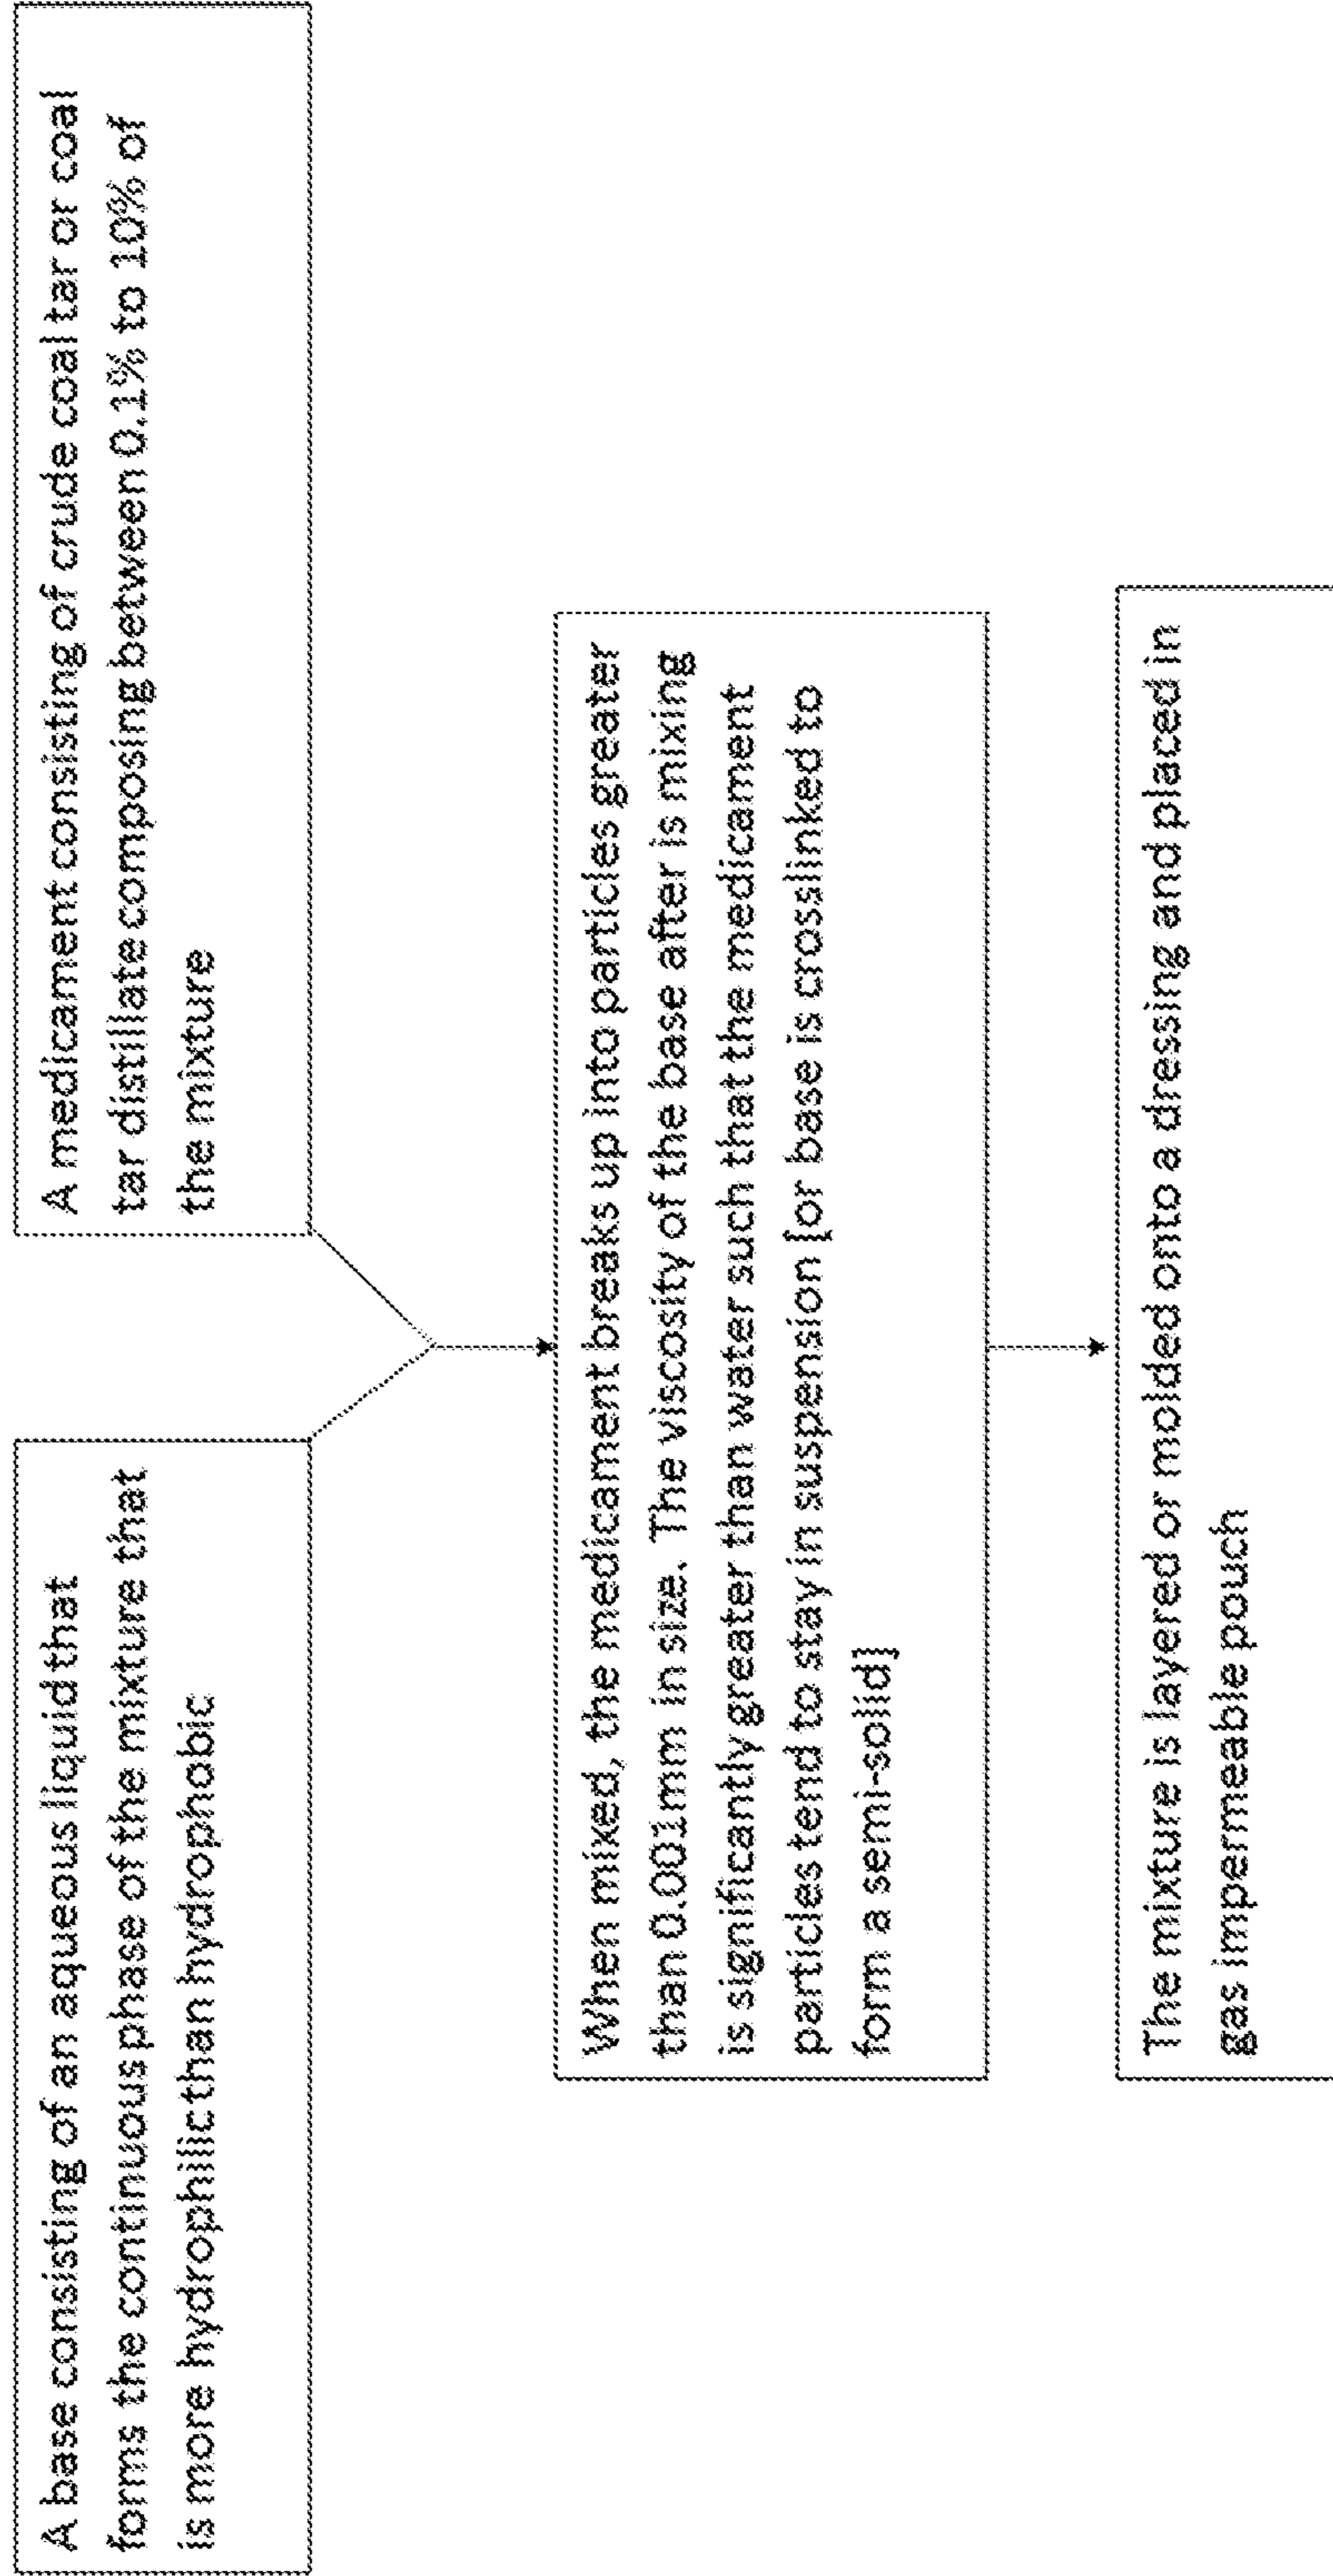 A base consisting of an aqueous liquid that
forms the continuous phase of the mixture that
is more hydrophillic than hydrophobic
A medicament consisting of crude coal tar or coal
tar distillate composing between 0.1% to 10% of
the mixture
When mixed, the medicament breaks up into particles greater
than 0.001mm in size. The viscosity of the base after is mixing
is significantly greater than water such that the medicament
particles tend to stay in suspension [or base is crosslinked to
form a semi-solid]
The mixture is layered or molded onto a dressing and placed in
gas impermeable pouch